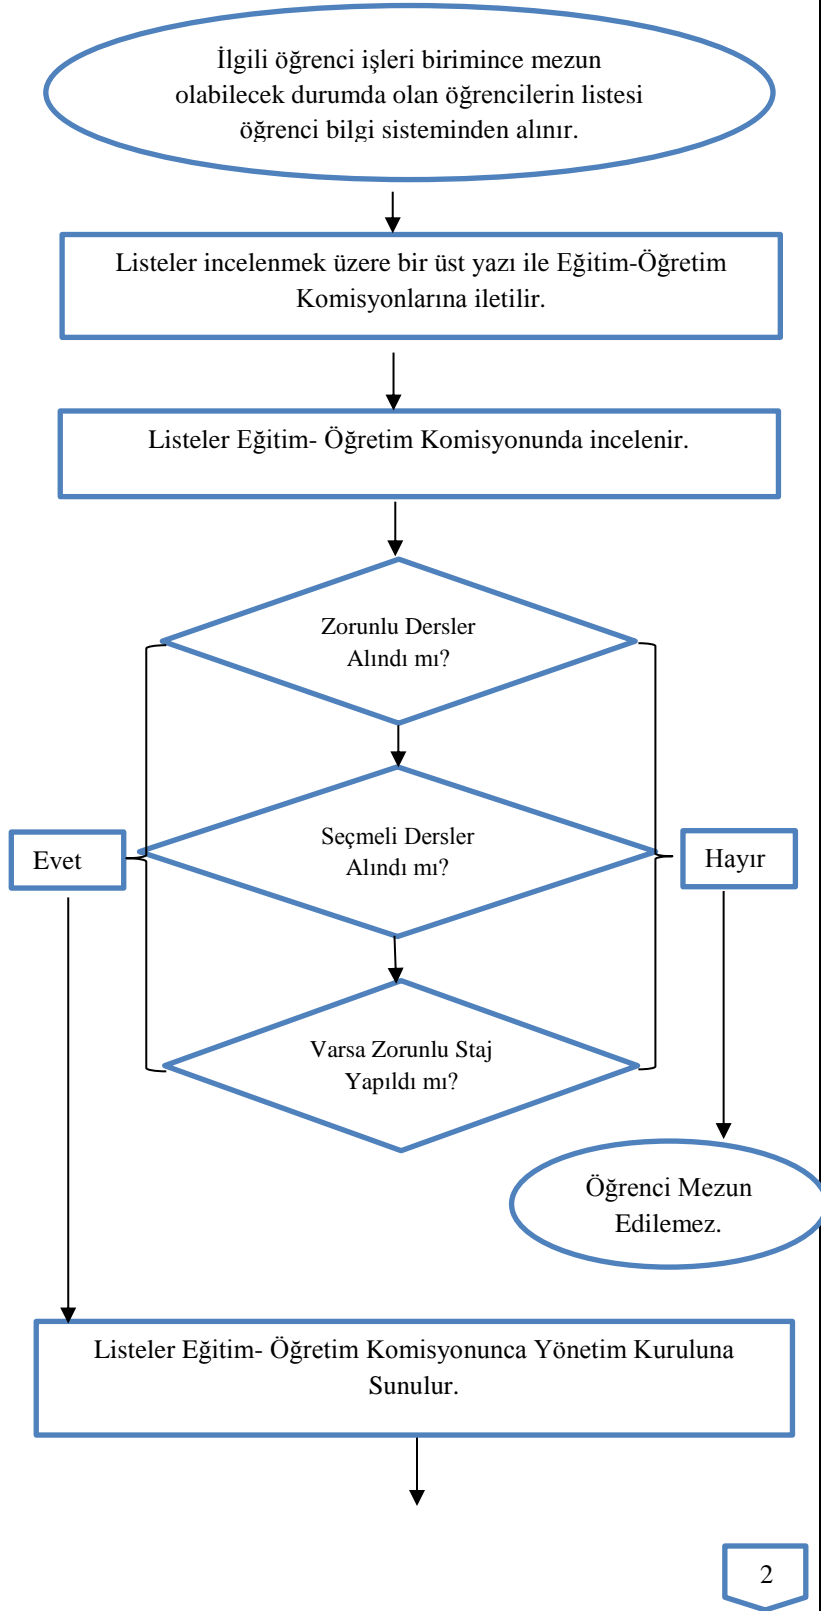 İlgili öğrenci işleri birimince mezun
olabilecek durumda olan öğrencilerin listesi
öğrenci bilgi sisteminden alınır.
Listeler incelenmek üzere bir üst yazı ile Eğitim-Öğretim
Komisyonlarına iletilir.
Listeler Eğitim- Öğretim Komisyonunda incelenir.
Zorunlu Dersler
Alındı mı?
Seçmeli Dersler
Alındı mı?
Evet
Hayır
Varsa Zorunlu Staj
Yapıldı mı?
Öğrenci Mezun
Edilemez.
Listeler Eğitim- Öğretim Komisyonunca Yönetim Kuruluna
Sunulur.
2